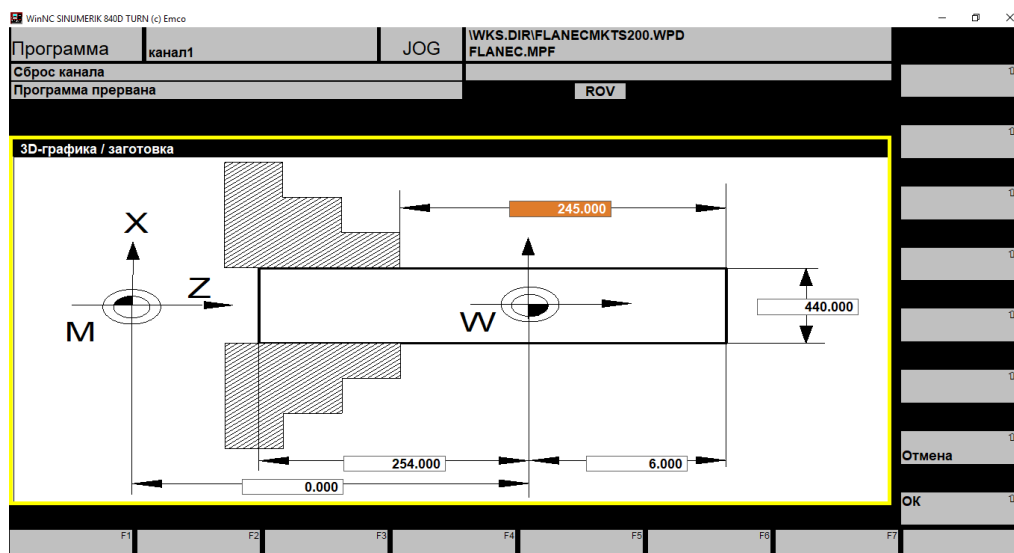 WinNC SINUMERIK 840D TURN (c) Emco
Программа
канал1
JOG
\WKS.DIR\FLANECMKTS200.WPD
FLANEC.MPF
Сброс канала
Программа прервана
ROV
3D-графика / заготовка
245.000
X
Z
M
W
440.000
254.000
6.000
0.000
Отмена
OK
F1
F2
F3
F4
F5
F6
F7